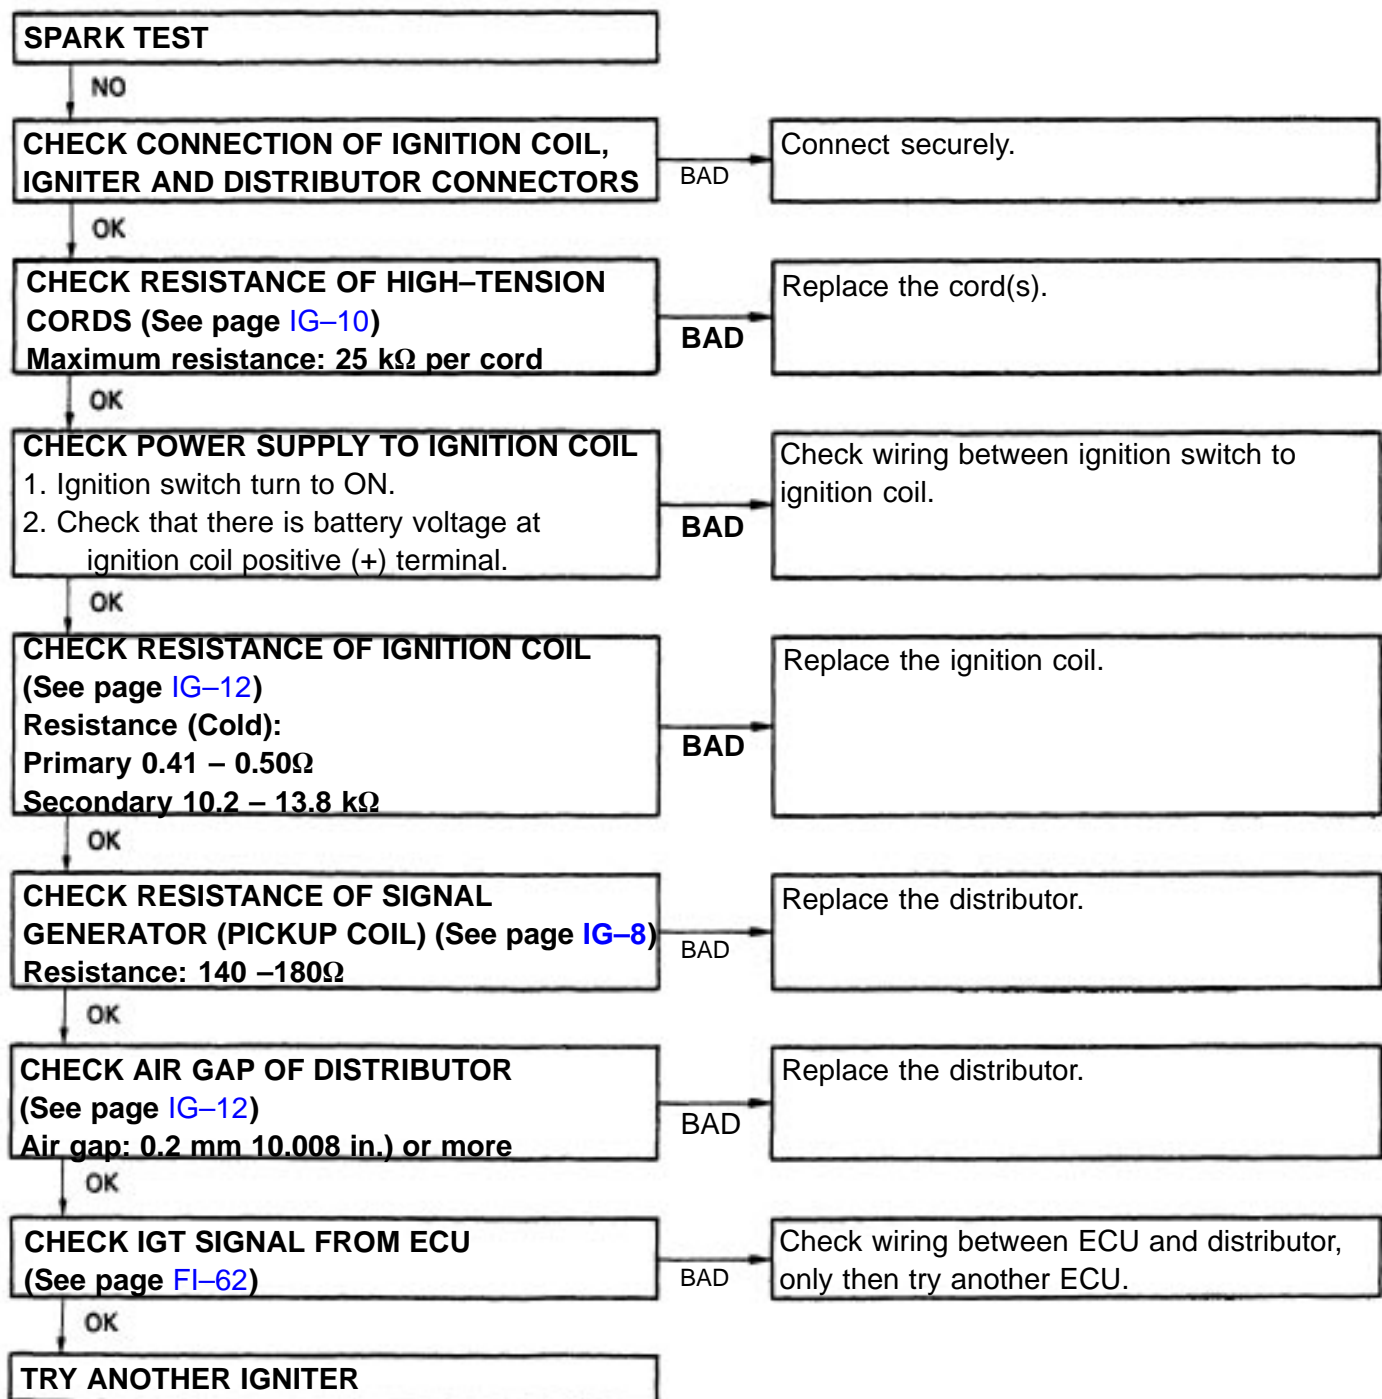 SPARK TEST
NO
CHECK CONNECTION OF IGNITION COIL,
IGNITER AND DISTRIBUTOR CONNECTORS
BAD
Connect securely.
OK
CHECK RESISTANCE OF HIGH–TENSION
CORDS (See page IG–10)
Maximum resistance: 25 kΩ per cord
BAD
Replace the cord(s).
OK
CHECK POWER SUPPLY TO IGNITION COIL
1. Ignition switch turn to ON.
2. Check that there is battery voltage at
ignition coil positive (+) terminal.
BAD
Check wiring between ignition switch to
ignition coil.
OK
CHECK RESISTANCE OF IGNITION COIL
(See page IG–12)
Resistance (Cold):
Primary 0.41 – 0.50Ω
Secondary 10.2 – 13.8 kΩ
BAD
Replace the ignition coil.
OK
CHECK RESISTANCE OF SIGNAL
GENERATOR (PICKUP COIL) (See page IG–8)
Resistance: 140 –180Ω
BAD
Replace the distributor.
OK
CHECK AIR GAP OF DISTRIBUTOR
(See page IG–12)
Air gap: 0.2 mm 10.008 in.) or more
BAD
Replace the distributor.
OK
CHECK IGT SIGNAL FROM ECU
(See page FI–62)
BAD
Check wiring between ECU and distributor,
only then try another ECU.
OK
TRY ANOTHER IGNITER